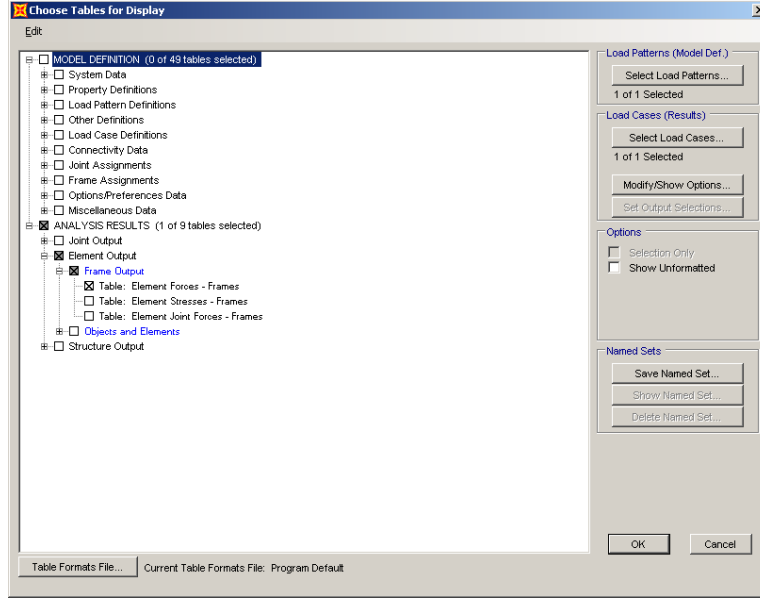 Choose Tables for Display
Edit
MODEL DEFINITION (0 of 49 tables selected)
System Data
Property Definitions
Load Pattern Definitions
Other Definitions
Load Case Definitions
Connectivity Data
Joint Assignments
Frame Assignments
Options/Preferences Data
Miscellaneous Data
ANALYSIS RESULTS (1 of 9 tables selected)
Joint Output
Element Output
Frame Output
Table: Element Forces - Frames
Table: Element Stresses - Frames
Table: Element Joint Forces - Frames
Objects and Elements
Structure Output
Load Patterns (Model Def.)
Select Load Patterns...
1 of 1 Selected
Load Cases (Results)
Select Load Cases...
1 of 1 Selected
Modify/Show Options...
Set Output Selections...
Options
Selection Only
Show Unformatted
Named Sets
Save Named Set...
Show Named Set...
Delete Named Set...
OK
Cancel
Table Formats File...
Current Table Formats File: Program Default